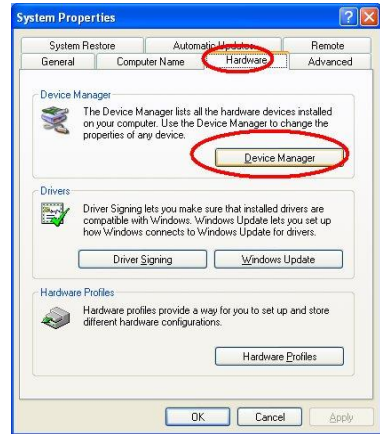 System Properties
System Restore Automatic Updates Remote
General Computer Name Hardware Advanced
Device Manager
The Device Manager lists all the hardware devices installed
on your computer. Use the Device Manager to change the
properties of any device.
Device Manager
Drivers
Driver Signing lets you make sure that installed drivers are
compatible with Windows. Windows Update lets you set up
how Windows connects to Windows Update for drivers.
Driver Signing Windows Update
Hardware Profiles
Hardware profiles provide a way for you to set up and store
different hardware configurations.
Hardware Profiles
OK Cancel Apply